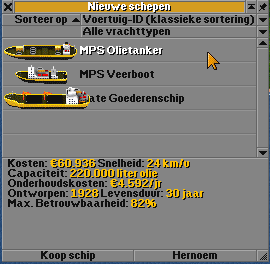 Nieuwe schepen
Sorteer op Voertuig-ID (klassieke sortering)
Alle vrachttypen
MPS Olietanker
MPS Veerboot
ate Goederenschip
Kosten: €60.936 Snelheid: 24 km/u
Capaciteit: 220.000 liter olie
Onderhoudskosten: €4.592/jr
Ontworpen: 1928 Levensduur: 30 jaar
Max. Betrouwbaarheid: 82%
Koop schip Hernoem